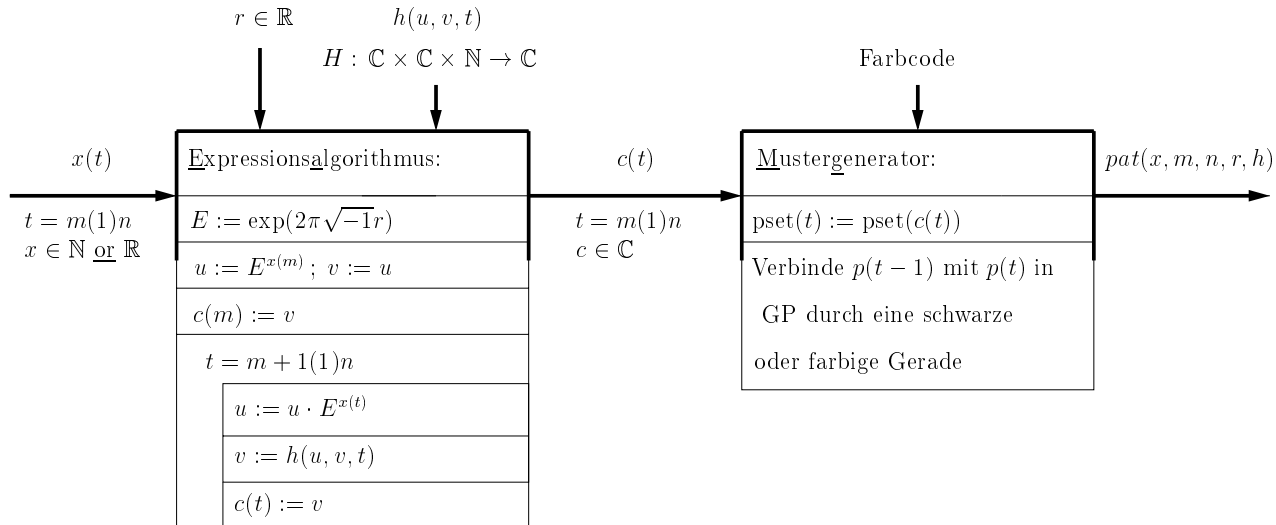 r ∈ ℝ
h(u, v, t)
H : ℂ × ℂ × ℕ → ℂ
Farbcode
x(t)
t = m(1)n
x ∈ ℕ or ℝ
Expressionsalgorithmus:
E := exp(2π√−1r)
u := E^{x(m)} ; v := u
c(m) := v
t = m + 1(1)n
u := u · E^{x(t)}
v := h(u, v, t)
c(t) := v
c(t)
t = m(1)n
c ∈ ℂ
Mustergenerator:
pset(t) := pset(c(t))
Verbinde p(t − 1) mit p(t) in
GP durch eine schwarze
oder farbige Gerade
pat(x, m, n, r, h)